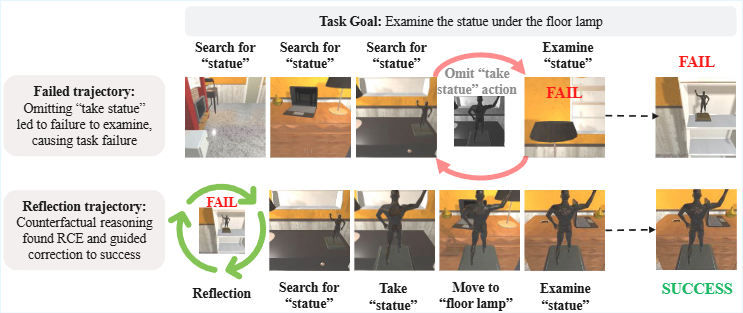 Task Goal: Examine the statue under the floor lamp
Search for
“statue”
Search for
“statue”
Search for
“statue”
Examine
“statue”
FAIL
Failed trajectory:
Omitting “take
statue” led to failure to examine,
causing task failure
Omit “take
statue” action
FAIL
Reflection trajectory:
Counterfactual reasoning
found RCE and guided
correction to success
FAIL
Reflection
Search for
“statue”
Take
“statue”
Move to
“floor lamp”
Examine
“statue”
SUCCESS